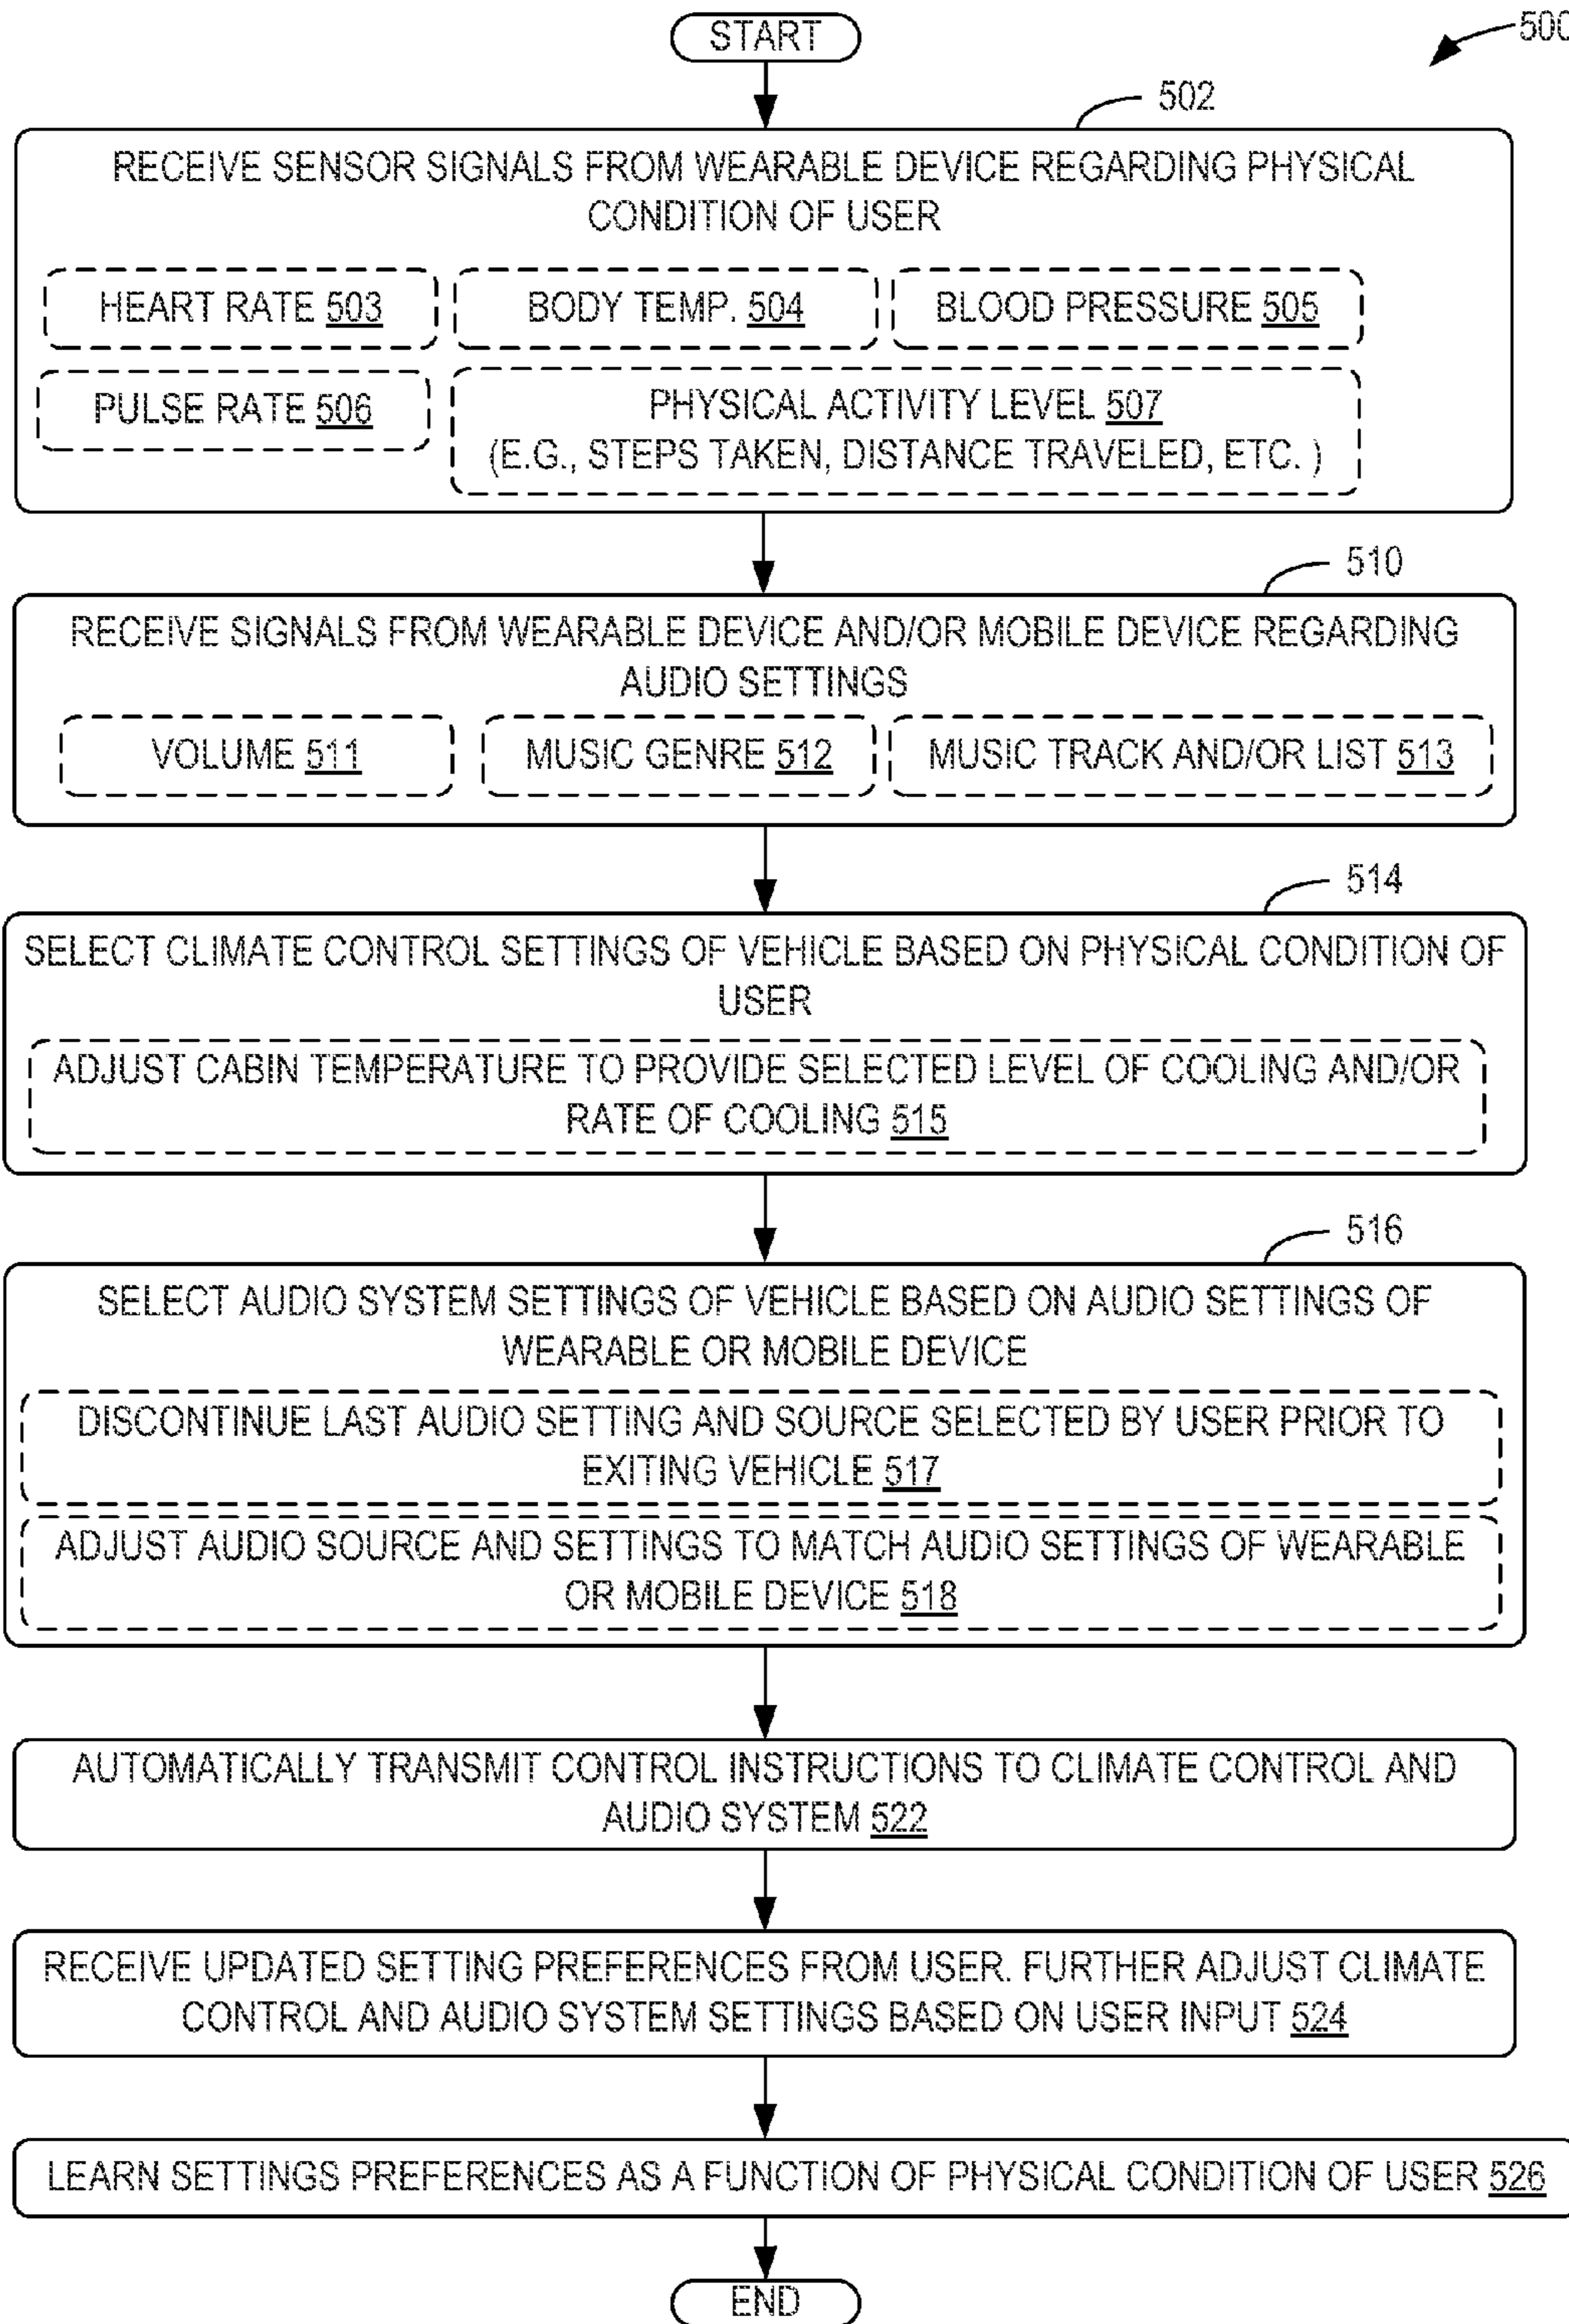 START
500
502
RECEIVE SENSOR SIGNALS FROM WEARABLE DEVICE REGARDING PHYSICAL
CONDITION OF USER
HEART RATE 503
BODY TEMP. 504
BLOOD PRESSURE 505
PULSE RATE 506
PHYSICAL ACTIVITY LEVEL 507
(E.G., STEPS TAKEN, DISTANCE TRAVELED, ETC. )
510
RECEIVE SIGNALS FROM WEARABLE DEVICE AND/OR MOBILE DEVICE REGARDING
AUDIO SETTINGS
VOLUME 511
MUSIC GENRE 512
MUSIC TRACK AND/OR LIST 513
514
SELECT CLIMATE CONTROL SETTINGS OF VEHICLE BASED ON PHYSICAL CONDITION OF
USER
ADJUST CABIN TEMPERATURE TO PROVIDE SELECTED LEVEL OF COOLING AND/OR
RATE OF COOLING 515
516
SELECT AUDIO SYSTEM SETTINGS OF VEHICLE BASED ON AUDIO SETTINGS OF
WEARABLE OR MOBILE DEVICE
DISCONTINUE LAST AUDIO SETTING AND SOURCE SELECTED BY USER PRIOR TO
EXITING VEHICLE 517
ADJUST AUDIO SOURCE AND SETTINGS TO MATCH AUDIO SETTINGS OF WEARABLE
OR MOBILE DEVICE 518
AUTOMATICALLY TRANSMIT CONTROL INSTRUCTIONS TO CLIMATE CONTROL AND
AUDIO SYSTEM 522
RECEIVE UPDATED SETTING PREFERENCES FROM USER. FURTHER ADJUST CLIMATE
CONTROL AND AUDIO SYSTEM SETTINGS BASED ON USER INPUT 524
LEARN SETTINGS PREFERENCES AS A FUNCTION OF PHYSICAL CONDITION OF USER 526
END